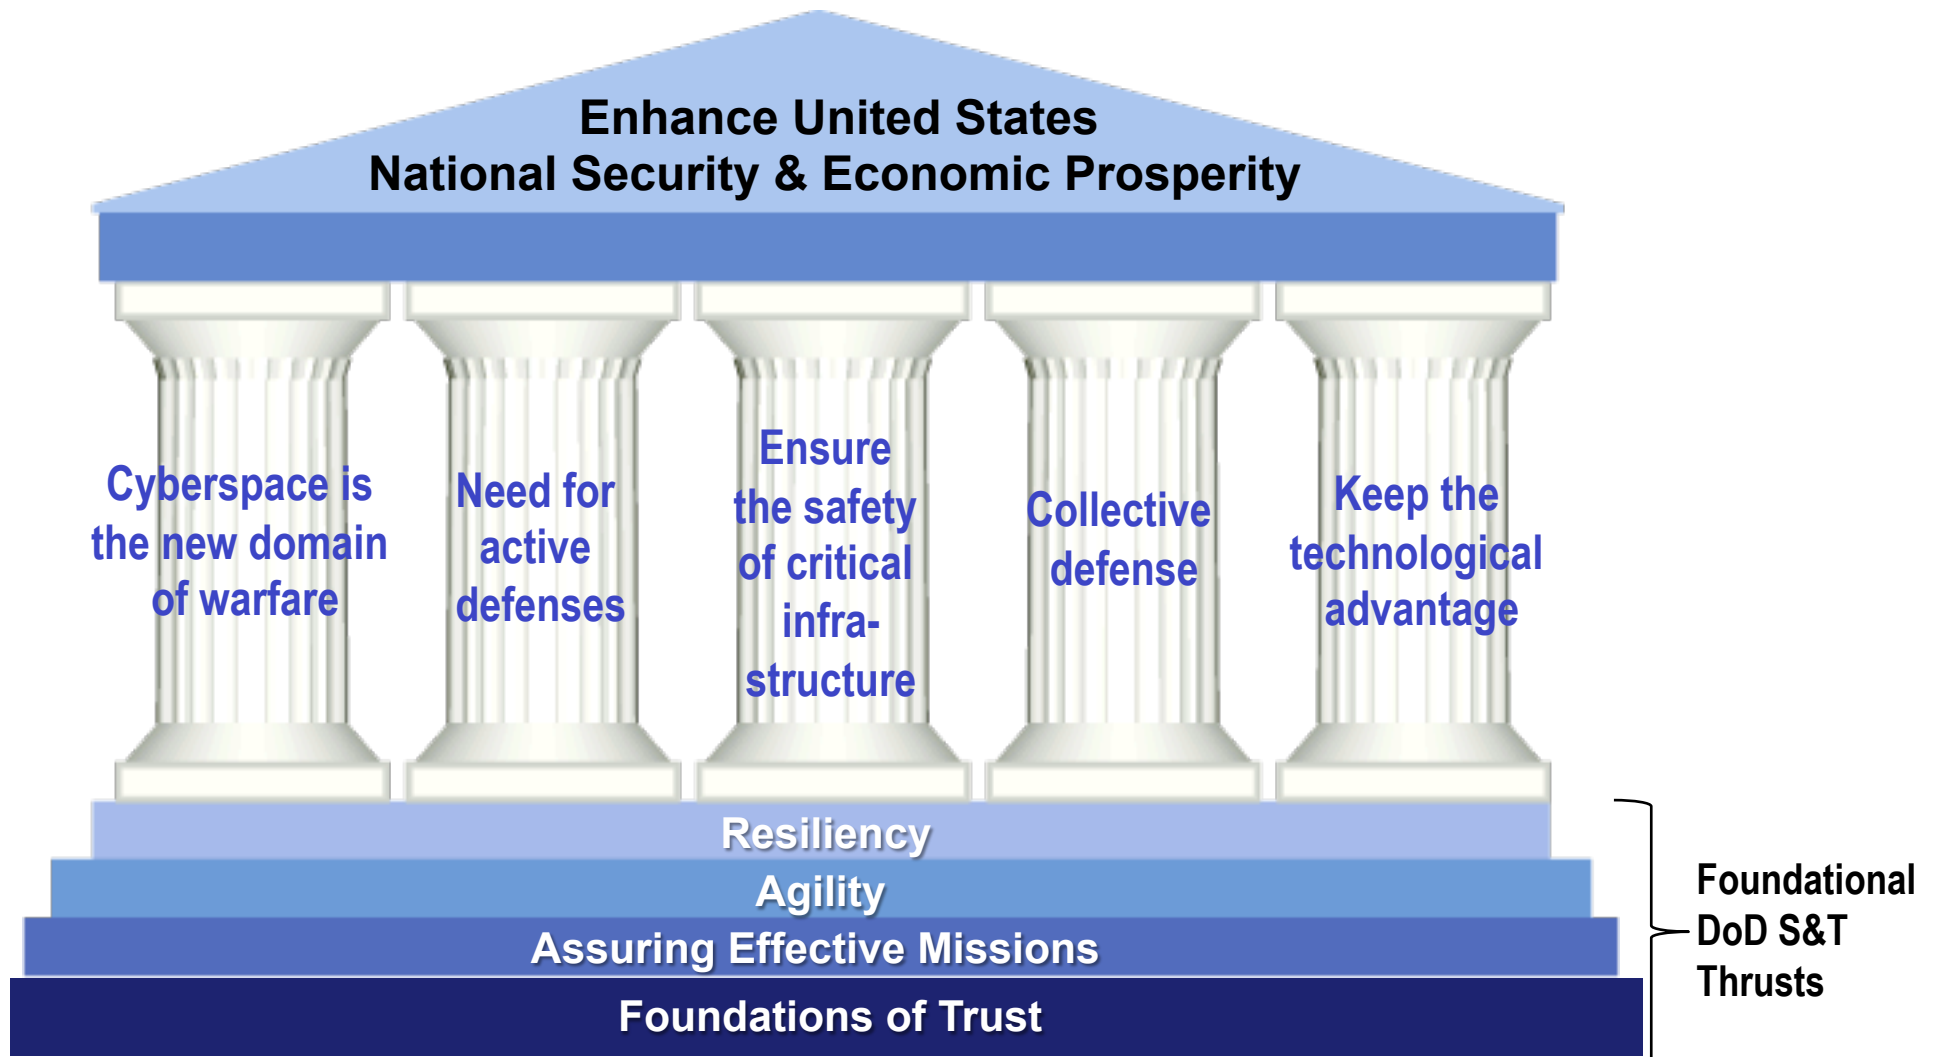 Enhance United States
National Security & Economic Prosperity
Cyberspace is
the new domain
of warfare
Need for
active
defenses
Ensure
the safety
of critical
infra-
structure
Collective
defense
Keep the
technological
advantage
Resiliency
Agility
Assuring Effective Missions
Foundations of Trust
Foundational
DoD S&T
Thrusts